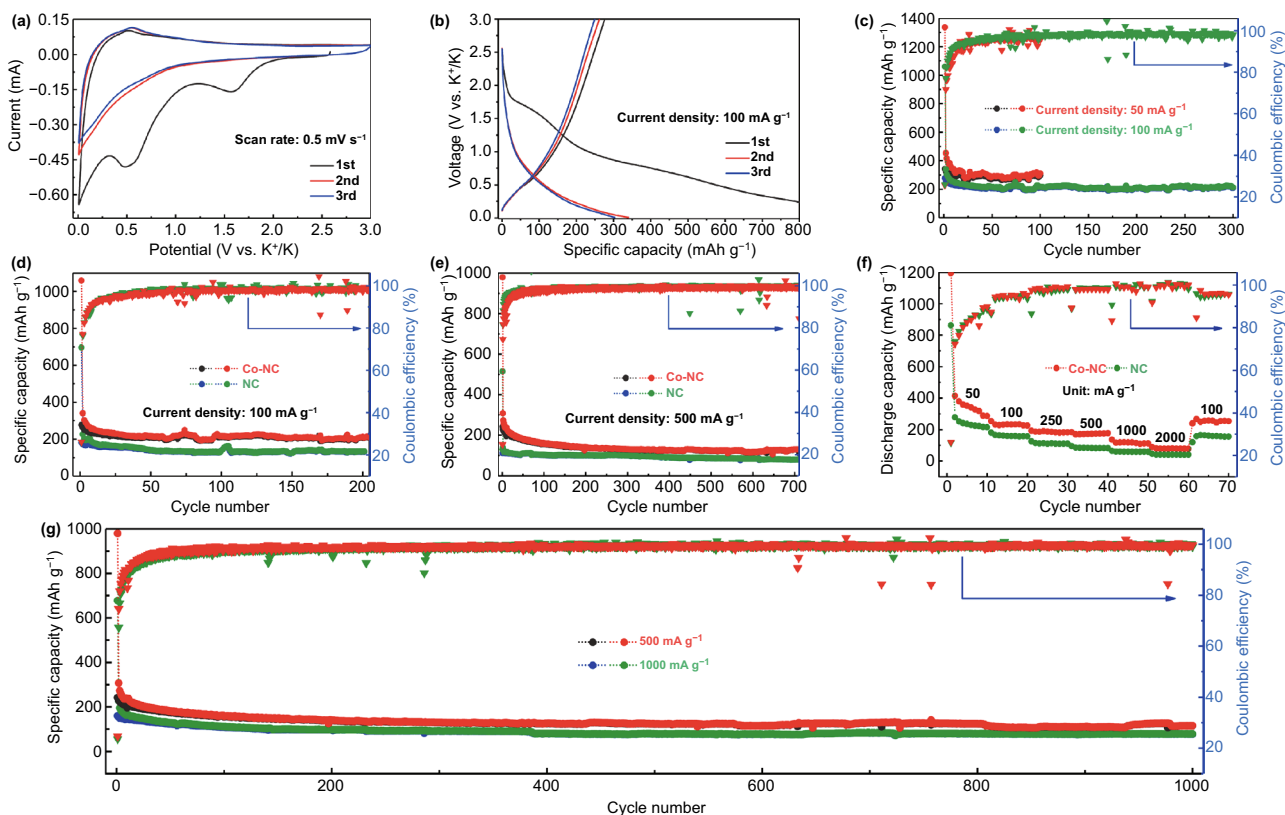 (a)
0.15
0.00
−0.15
−0.30
−0.45
−0.60
Current (mA)
Scan rate: 0.5 mV s⁻¹
1st
2nd
3rd
0.0 0.5 1.0 1.5 2.0 2.5 3.0
Potential (V vs. K⁺/K)
(b)
3.0
2.5
2.0
1.5
1.0
0.5
0.0
Voltage (V vs. K⁺/K)
Current density: 100 mA g⁻¹
1st
2nd
3rd
0 100 200 300 400 500 600 700 800
Specific capacity (mAh g⁻¹)
(c)
1400
1200
1000
800
600
400
200
0
Specific capacity (mAh g⁻¹)
Current density: 50 mA g⁻¹
Current density: 100 mA g⁻¹
100
80
60
40
20
Coulombic efficiency (%)
0 50 100 150 200 250 300
Cycle number
(d)
1000
800
600
400
200
0
Specific capacity (mAh g⁻¹)
Co-NC
NC
Current density: 100 mA g⁻¹
100
80
60
40
20
Coulombic efficiency (%)
0 50 100 150 200
Cycle number
(e)
1000
800
600
400
200
0
Specific capacity (mAh g⁻¹)
Co-NC
NC
Current density: 500 mA g⁻¹
100
80
60
40
20
Coulombic efficiency (%)
0 100 200 300 400 500 600 700
Cycle number
(f)
1200
1000
800
600
400
200
0
Discharge capacity (mAh g⁻¹)
Co-NC NC
Unit: mA g⁻¹
50
100
250
500
1000
2000
100
100
80
60
40
20
Coulombic efficiency (%)
0 10 20 30 40 50 60 70
Cycle number
(g)
1000
800
600
400
200
0
Specific capacity (mAh g⁻¹)
500 mA g⁻¹
1000 mA g⁻¹
100
80
60
40
20
Coulombic efficiency (%)
0 200 400 600 800 1000
Cycle number